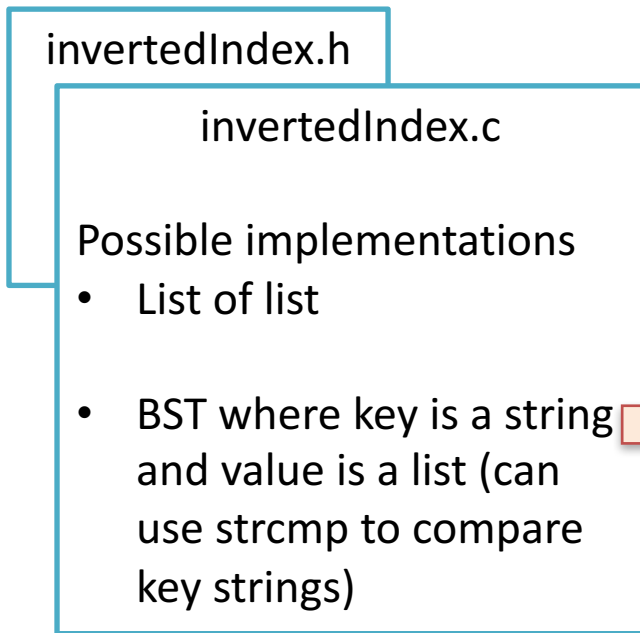 invertedIndex.h
invertedIndex.c
Possible implementations
• List of list
• BST where key is a string
and value is a list (can
use strcmp to compare
key strings)